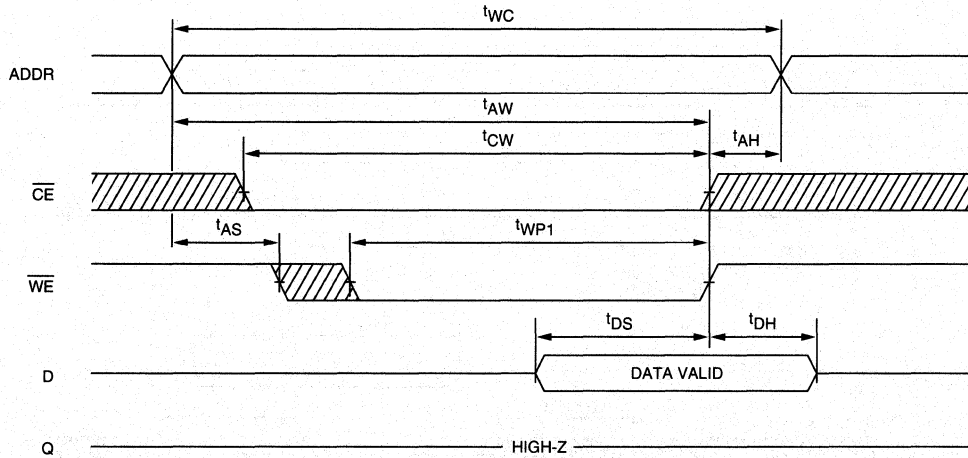 tWC
ADDR
tAW
tCW
tAH
CE
tAS
tWP1
WE
tDS
tDH
D
DATA VALID
Q
HIGH-Z